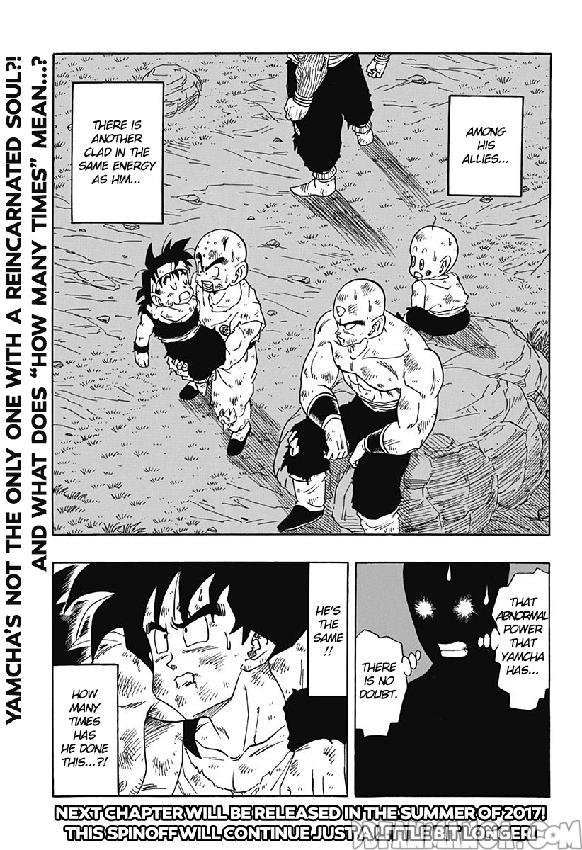 YAMCHA'S NOT THE ONLY ONE WITH A REINCARNATED SOUL?!
AND WHAT DOES "HOW MANY TIMES" MEAN...?
AMONG
HIS
ALLIES...
THERE IS
ANOTHER
CLAD IN THE
SAME ENERGY
AS HIM...
THAT
ABNORMAL
POWER
THAT
YAMCHA
HAS...
THERE
IS NO
DOUBT.
HE'S
THE
SAME
!!
HOW
MANY
TIMES
HAS
HE DONE
THIS...?!
NEXT CHAPTER WILL BE RELEASED IN THE SUMMER OF 2017!
THIS SPINOFF WILL CONTINUE JUST A LITTLE BIT LONGER!